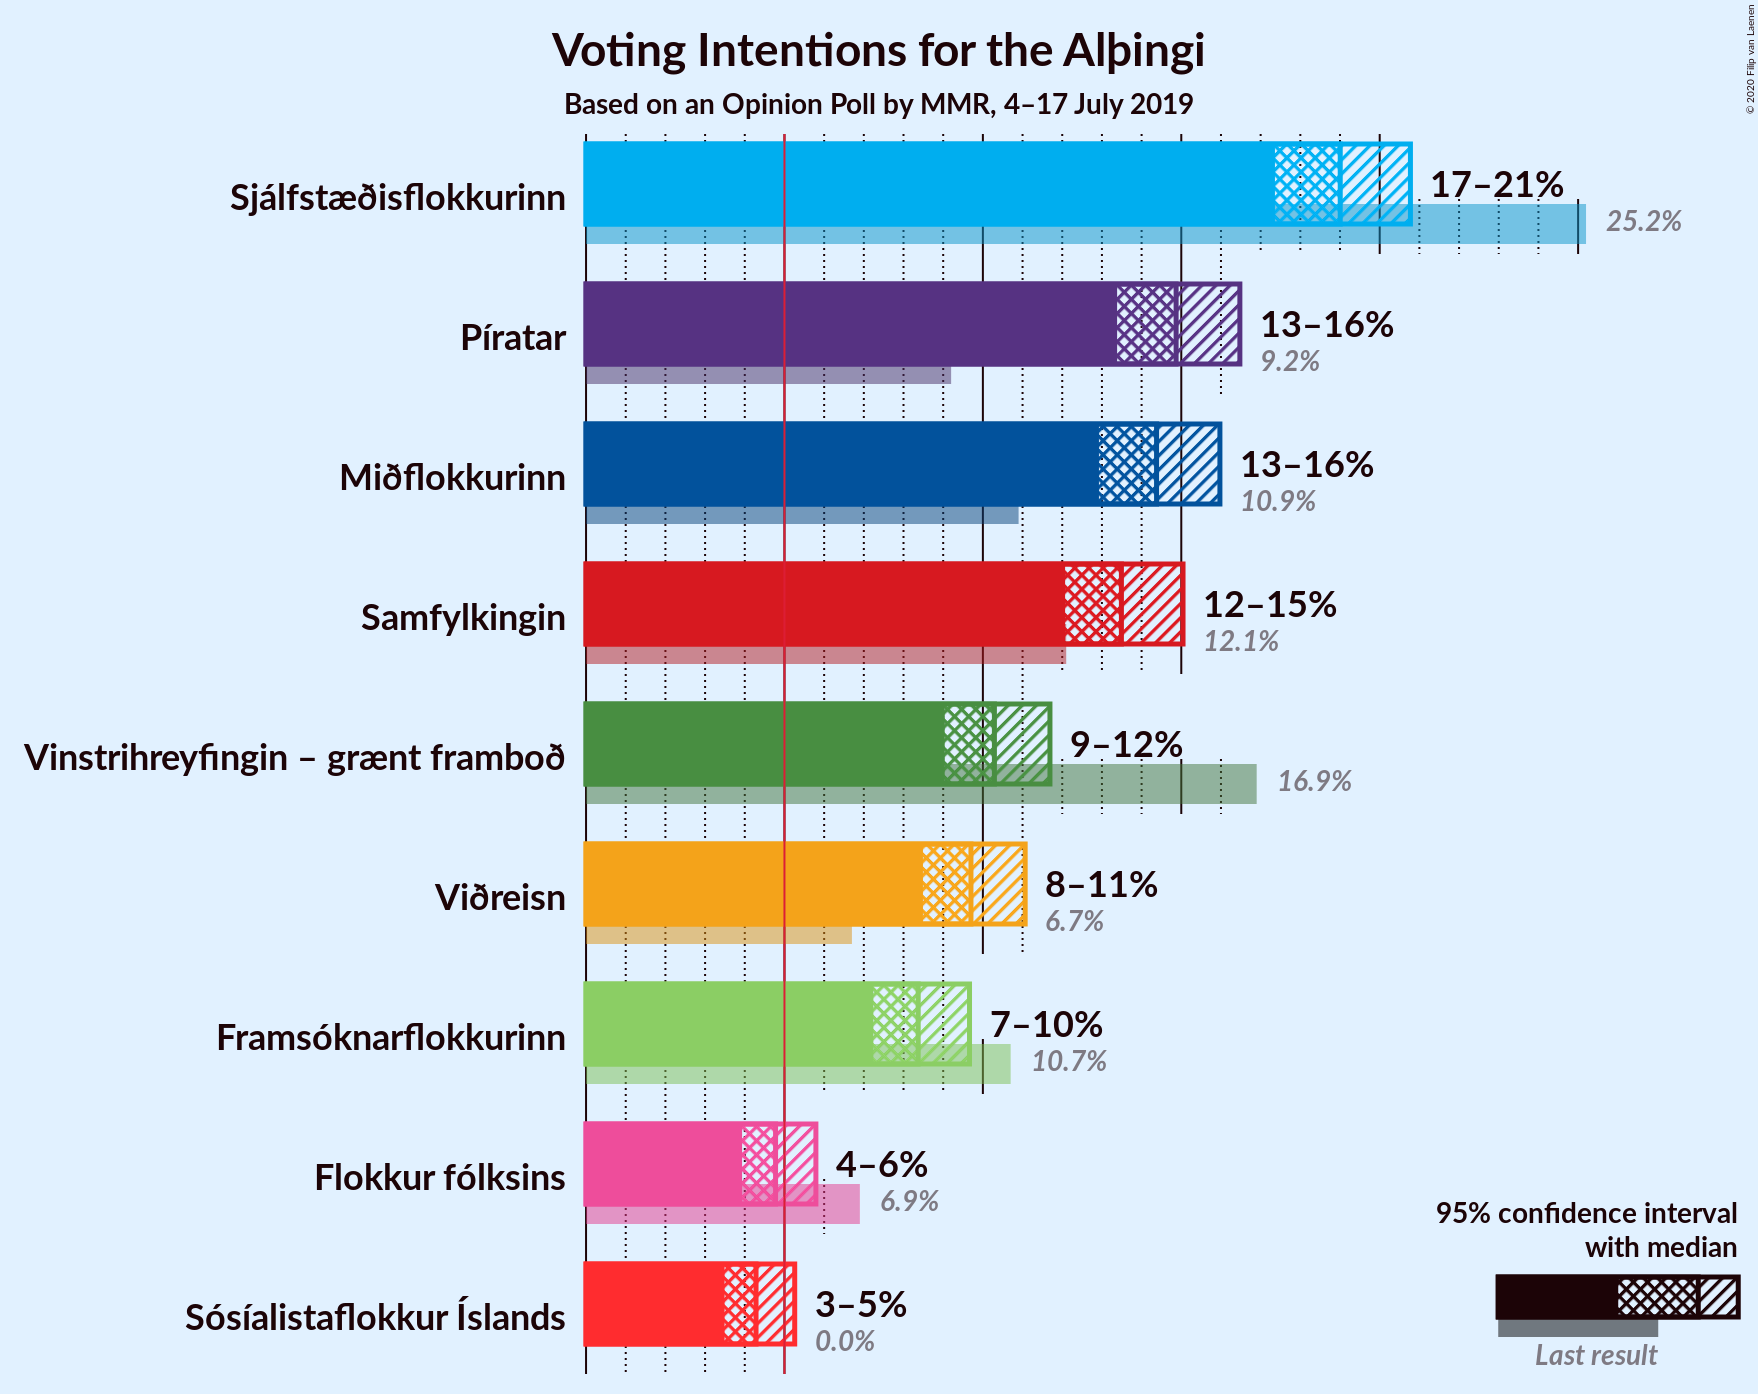 Voting Intentions for the Alþingi
Based on an Opinion Poll by MMR, 4–17 July 2019
© 2020 Filip van Laenen
Sjálfstæðisflokkurinn
17–21%
25.2%
Píratar
13–16%
9.2%
Miðflokkurinn
13–16%
10.9%
Samfylkingin
12–15%
12.1%
Vinstrihreyfingin – grænt framboð
9–12%
16.9%
Viðreisn
8–11%
6.7%
Framsóknarflokkurinn
7–10%
10.7%
Flokkur fólksins
4–6%
6.9%
Sósíalistaflokkur Íslands
3–5%
0.0%
95% confidence interval
with median
Last result